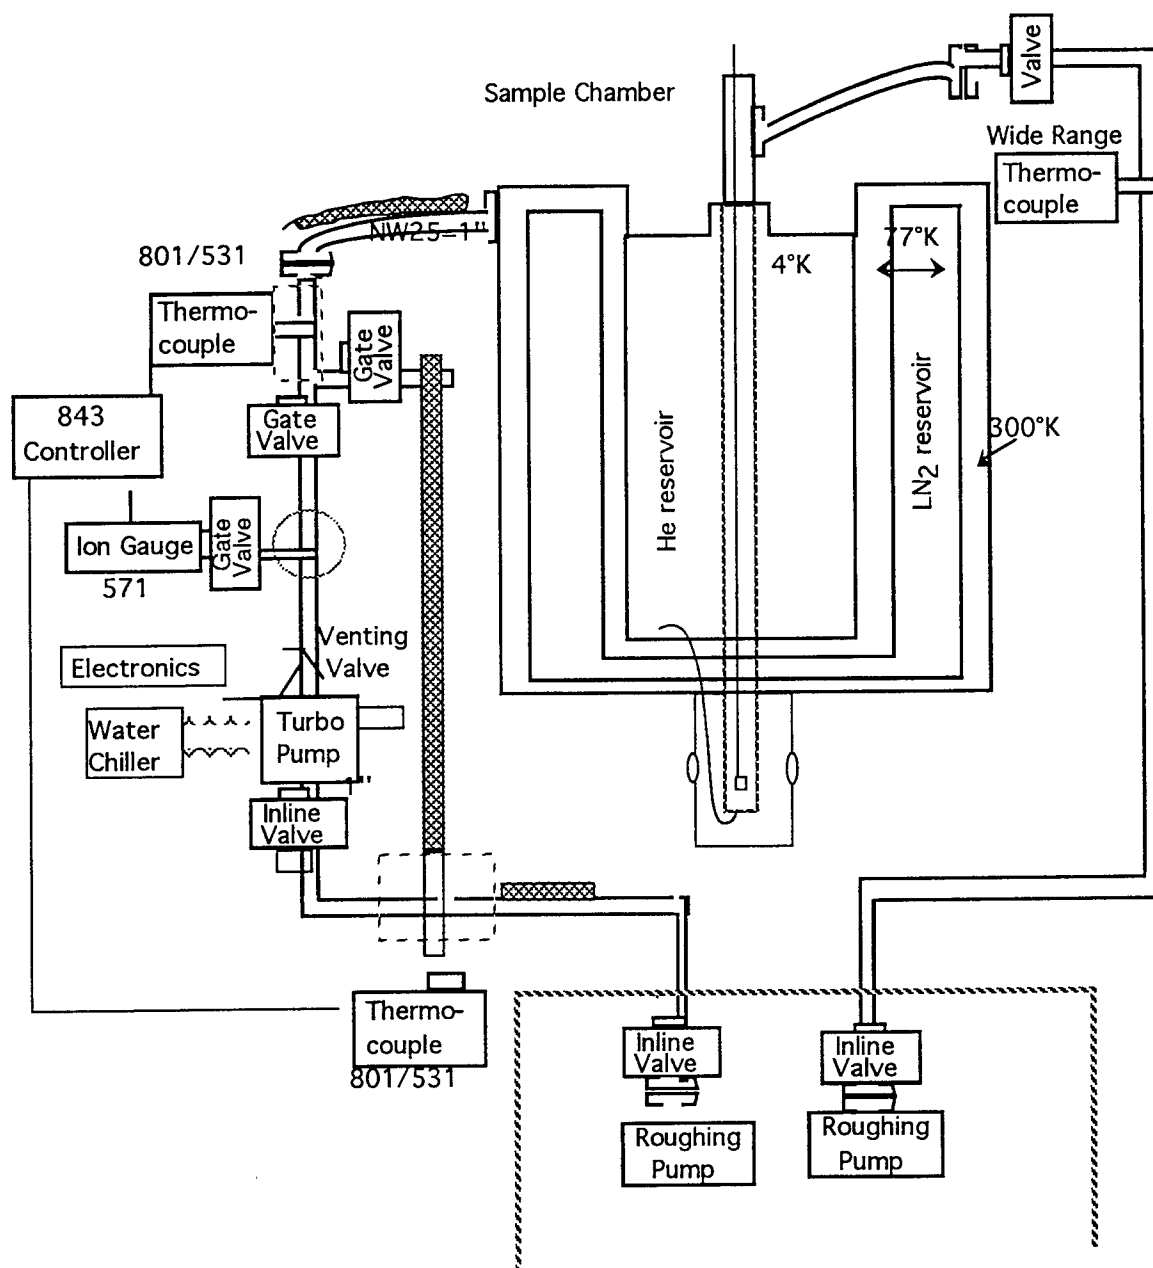 Valve
Sample Chamber
Wide Range
Thermo-
couple
NW25-1"
801/531
77°K
4°K
Thermo-
couple
Gate
Valve
843
Controller
Gate
Valve
He reservoir
LN2 reservoir
300°K
Ion Gauge
571
Gate
Valve
Venting
Valve
Electronics
Water
Chiller
Turbo
Pump
1"
Inline
Valve
Thermo-
couple
801/531
Inline
Valve
Inline
Valve
Roughing
Pump
Roughing
Pump